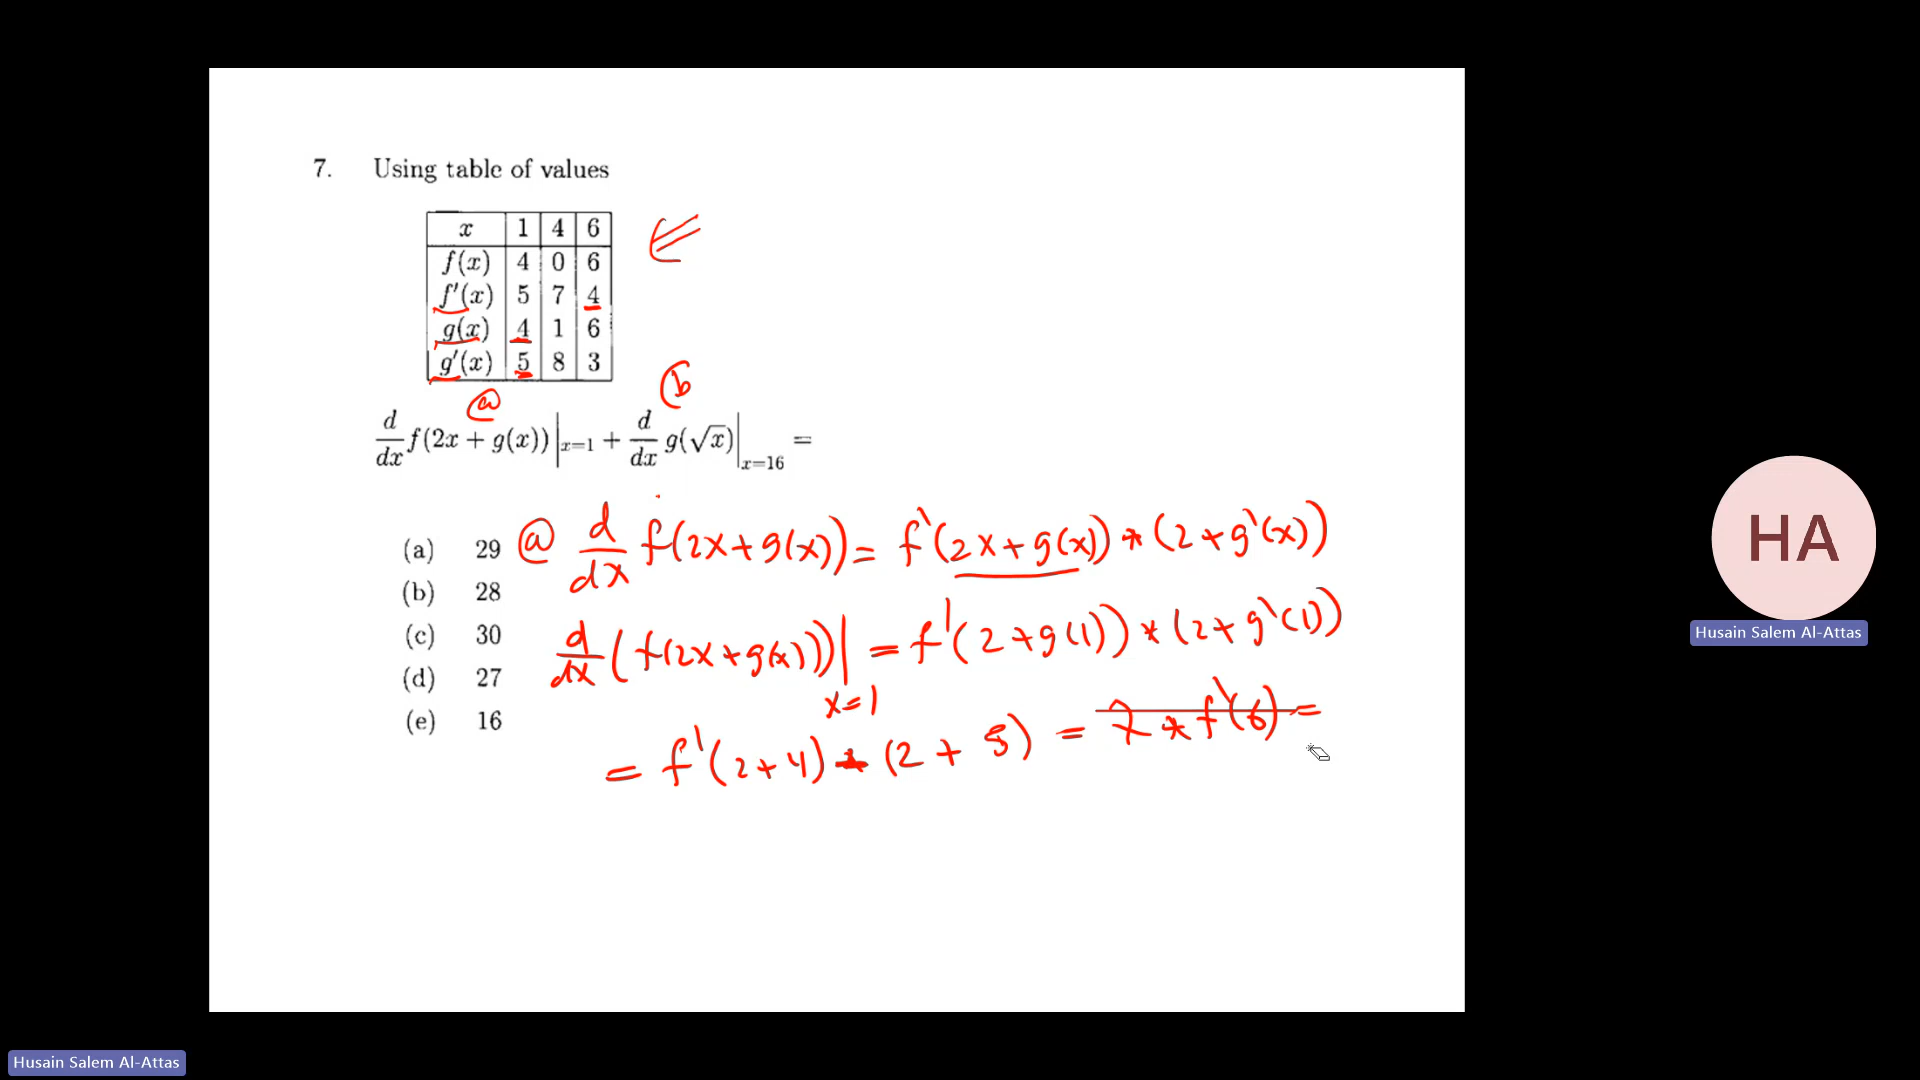 7. Using table of values
x 1 4 6
f(x) 4 0 6
f′(x) 5 7 4
g(x) 4 1 6
g′(x) 5 8 3
ⓐ ⓑ
d/dx f(2x + g(x))|x=1 + d/dx g(√x)|x=16 =
(a) 29
(b) 28
(c) 30
(d) 27
(e) 16
ⓐ d/dx f(2x+g(x)) = f'(2x+g(x)) * (2+g'(x))
d/dx (f(2x+g(x)))|x=1 = f'(2+g(1)) * (2+g'(1))
= f'(2+4) * (2+5) = 7 * f'(6) =
HA
Husain Salem Al-Attas
Husain Salem Al-Attas